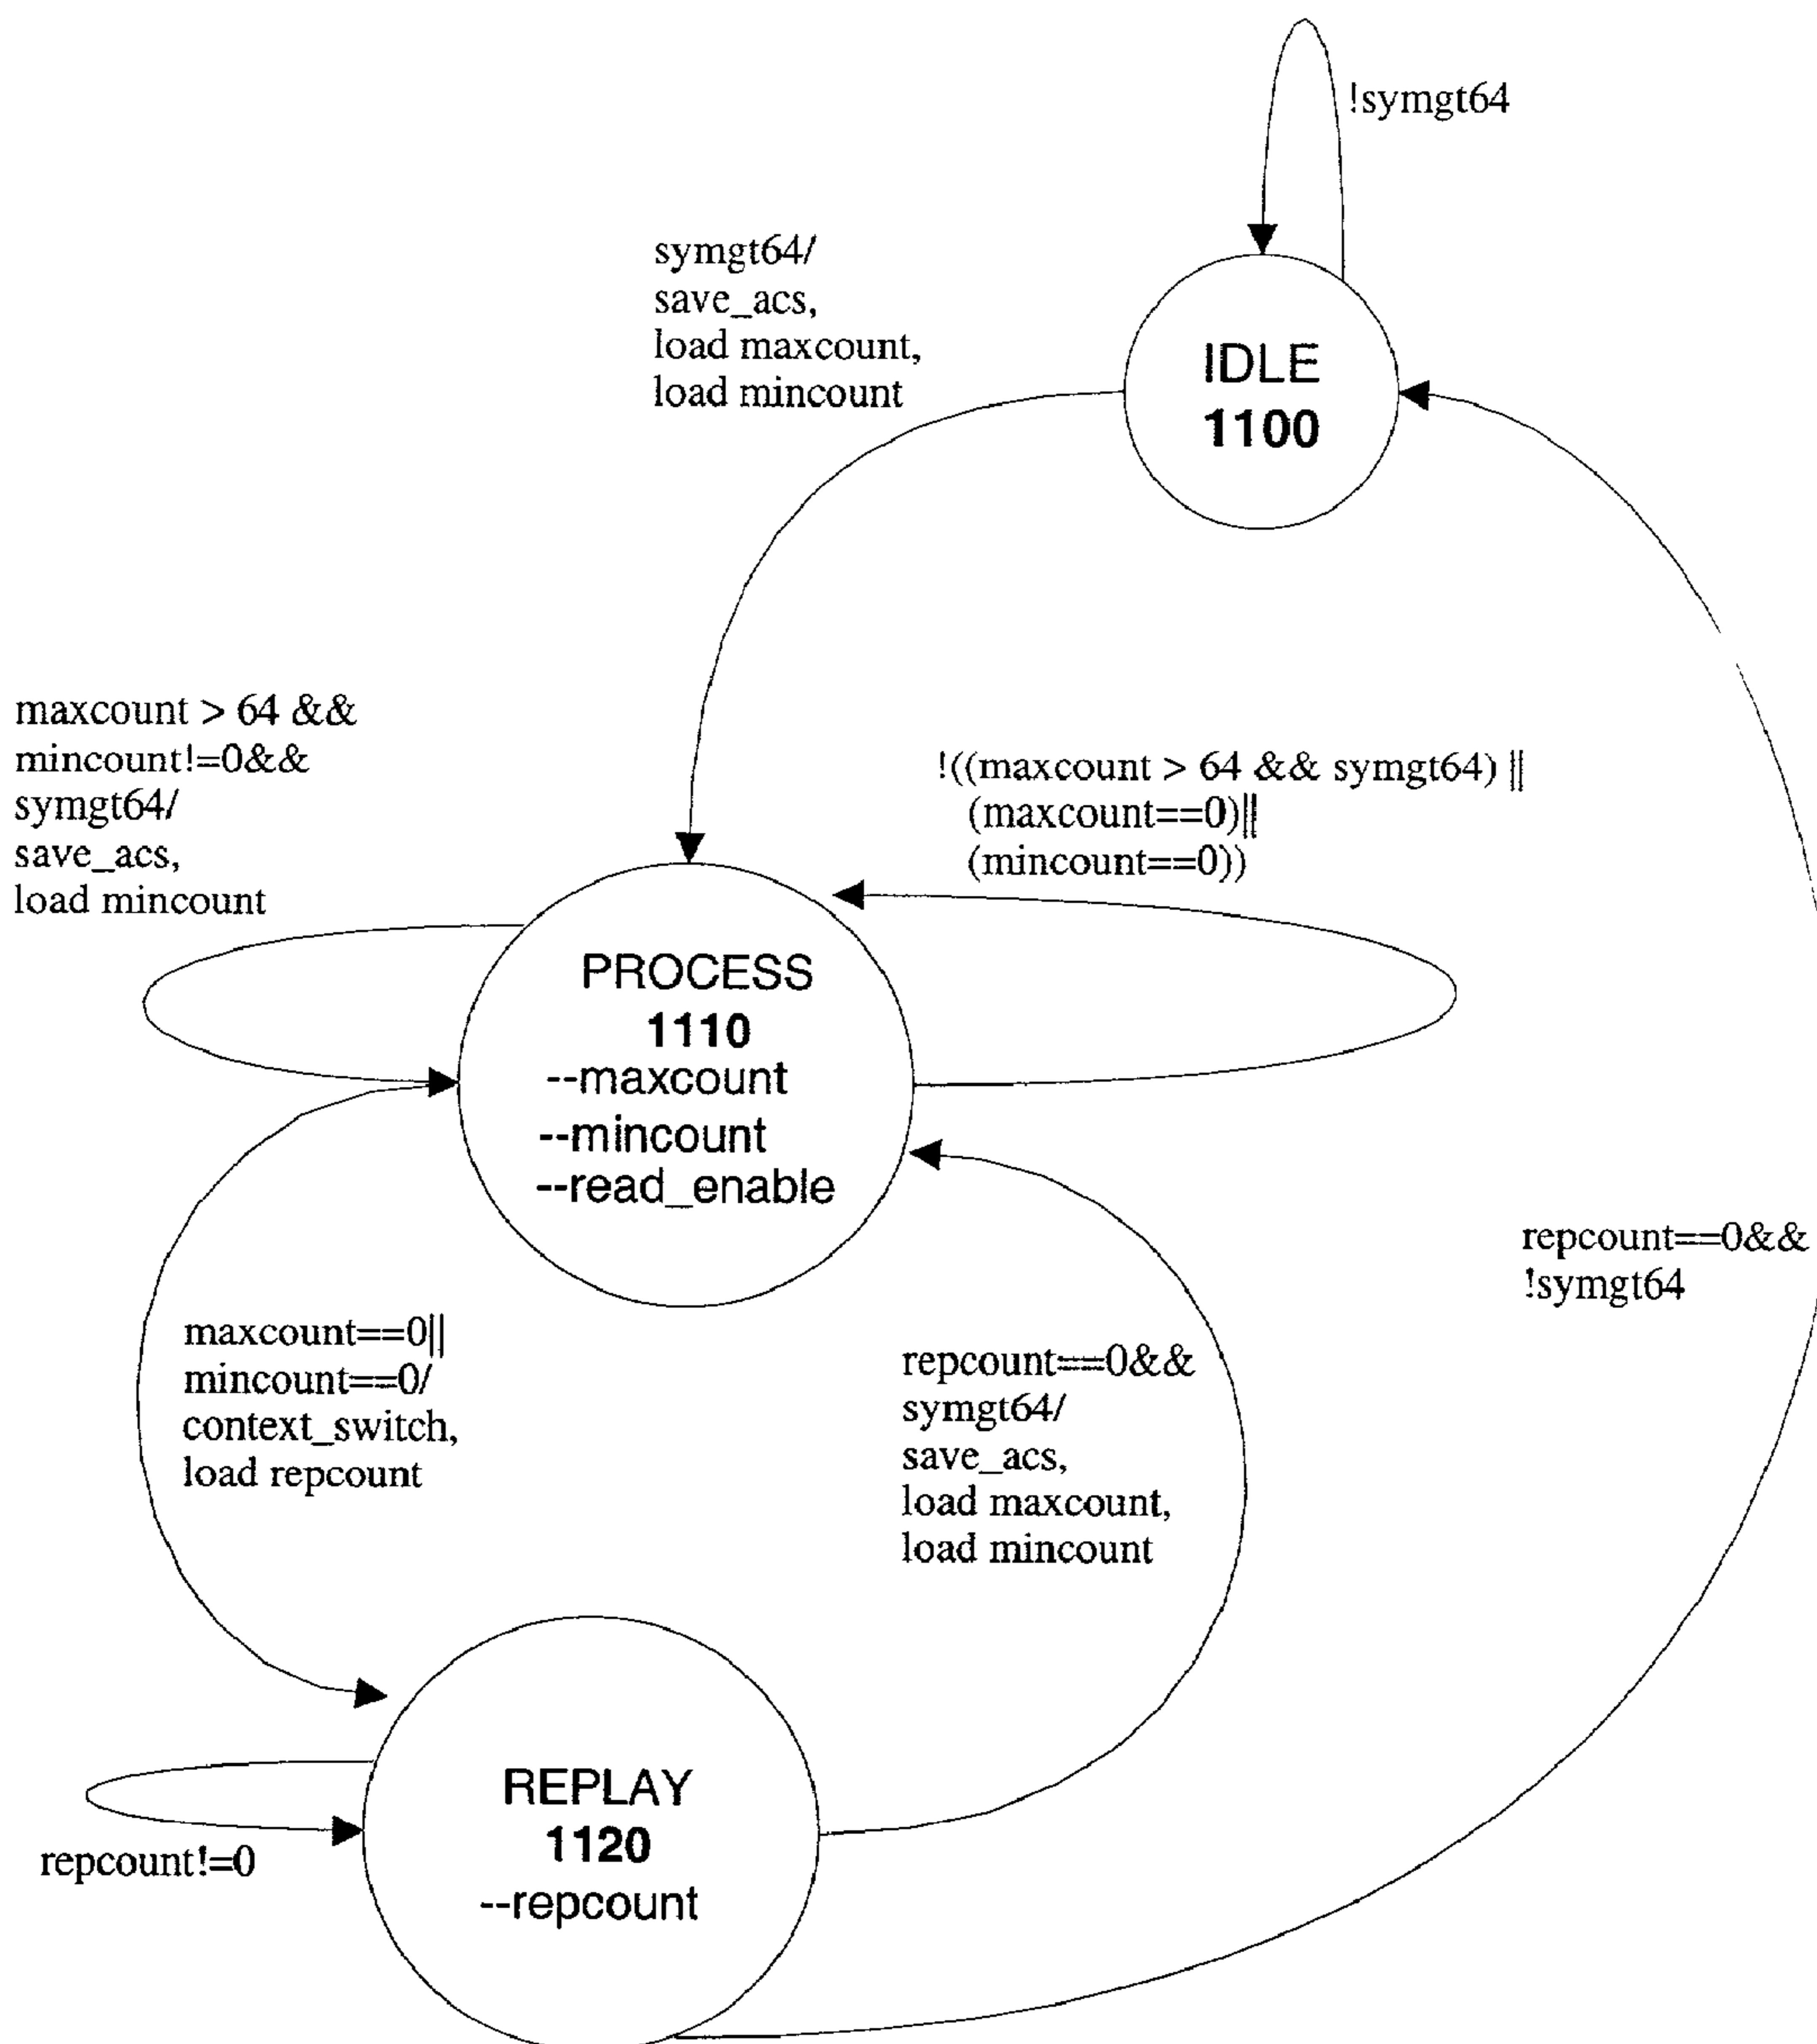 !symgt64
symgt64/
save_acs,
load maxcount,
load mincount
IDLE
1100
maxcount > 64 &&
mincount!=0&&
symgt64/
save_acs,
load mincount
!((maxcount > 64 && symgt64) ||
(maxcount==0)||
(mincount==0))
PROCESS
1110
--maxcount
--mincount
--read_enable
maxcount==0||
mincount==0/
context_switch,
load repcount
repcount==0&&
symgt64/
save_acs,
load maxcount,
load mincount
repcount==0&&
!symgt64
REPLAY
1120
--repcount
repcount!=0